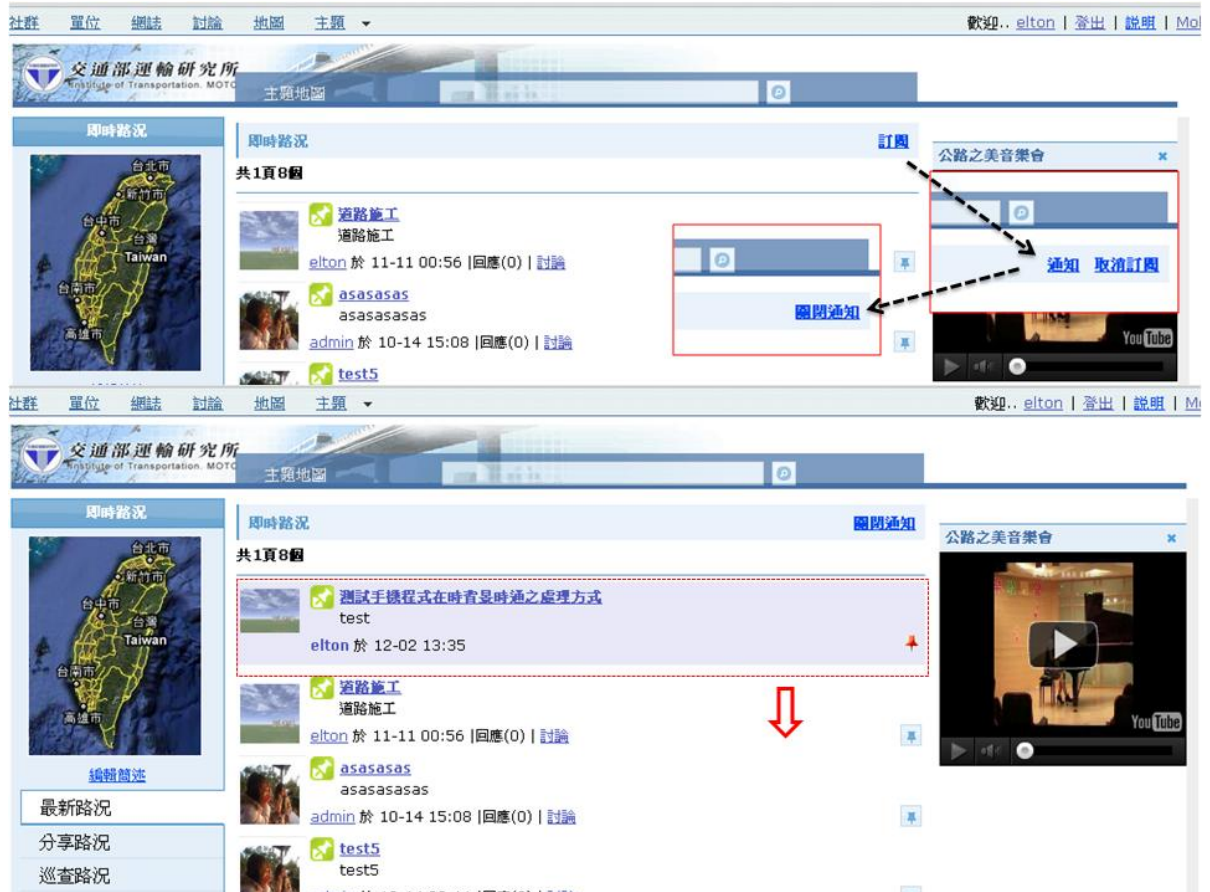 社群 單位 網誌 討論 地圖 主題 歡迎.. elton | 登出 | 説明 |
交通部運輸研究所
Institute of Transportation. MOTC
主題地圖
即時路況
台北市
新竹市
台中市
台灣
Taiwan
台南市
高雄市
即時路況 訂閱
共1頁8個
道路施工
道路施工
elton 於 11-11 00:56 |回應(0) | 討論
asasasas
asasasasas
admin 於 10-14 15:08 |回應(0) | 討論
test5
關閉通知
公路之美音樂會 ×
通知 取消訂閱
YouTube
社群 單位 網誌 討論 地圖 主題 歡迎.. elton | 登出 | 説明 |
交通部運輸研究所
Institute of Transportation. MOTC
主題地圖
即時路況
台北市
新竹市
台中市
台灣
Taiwan
台南市
高雄市
編輯簡述
最新路況
分享路況
巡查路況
即時路況 關閉通知
共1頁8個
測試手機程式在時背景時通之處理方式
test
elton 於 12-02 13:35
道路施工
道路施工
elton 於 11-11 00:56 |回應(0) | 討論
asasasas
asasasasas
admin 於 10-14 15:08 |回應(0) | 討論
test5
test5
公路之美音樂會 ×
YouTube